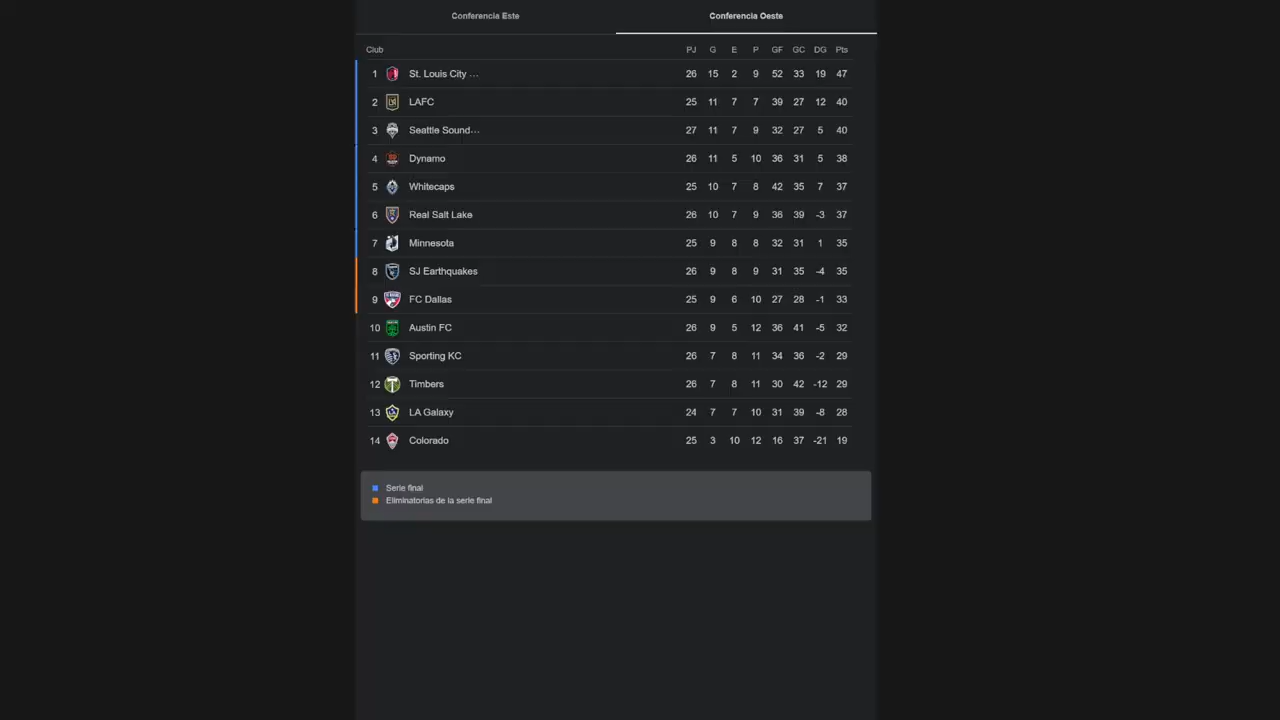 Conferencia Este Conferencia Oeste
Club PJ G E P GF GC DG Pts
1 St. Louis City ... 26 15 2 9 52 33 19 47
2 LAFC 25 11 7 7 39 27 12 40
3 Seattle Sound... 27 11 7 9 32 27 5 40
4 Dynamo 26 11 5 10 36 31 5 38
5 Whitecaps 25 10 7 8 42 35 7 37
6 Real Salt Lake 26 10 7 9 36 39 -3 37
7 Minnesota 25 9 8 8 32 31 1 35
8 SJ Earthquakes 26 9 8 9 31 35 -4 35
9 FC Dallas 25 9 6 10 27 28 -1 33
10 Austin FC 26 9 5 12 36 41 -5 32
11 Sporting KC 26 7 8 11 34 36 -2 29
12 Timbers 26 7 8 11 30 42 -12 29
13 LA Galaxy 24 7 7 10 31 39 -8 28
14 Colorado 25 3 10 12 16 37 -21 19
Serie final
Eliminatorias de la serie final